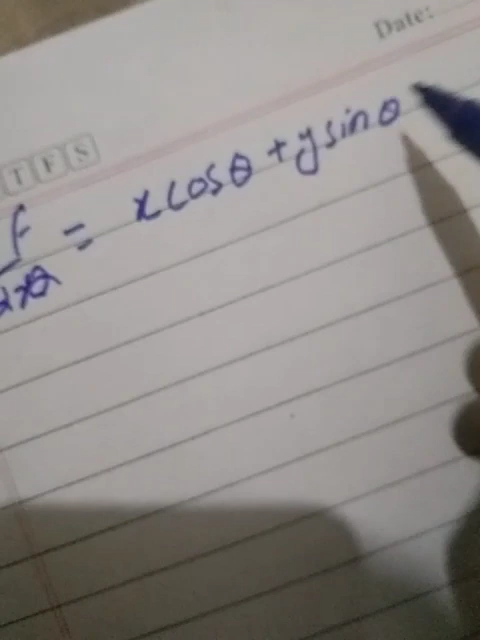 Date:
T F S
f = x cos θ + y sin θ